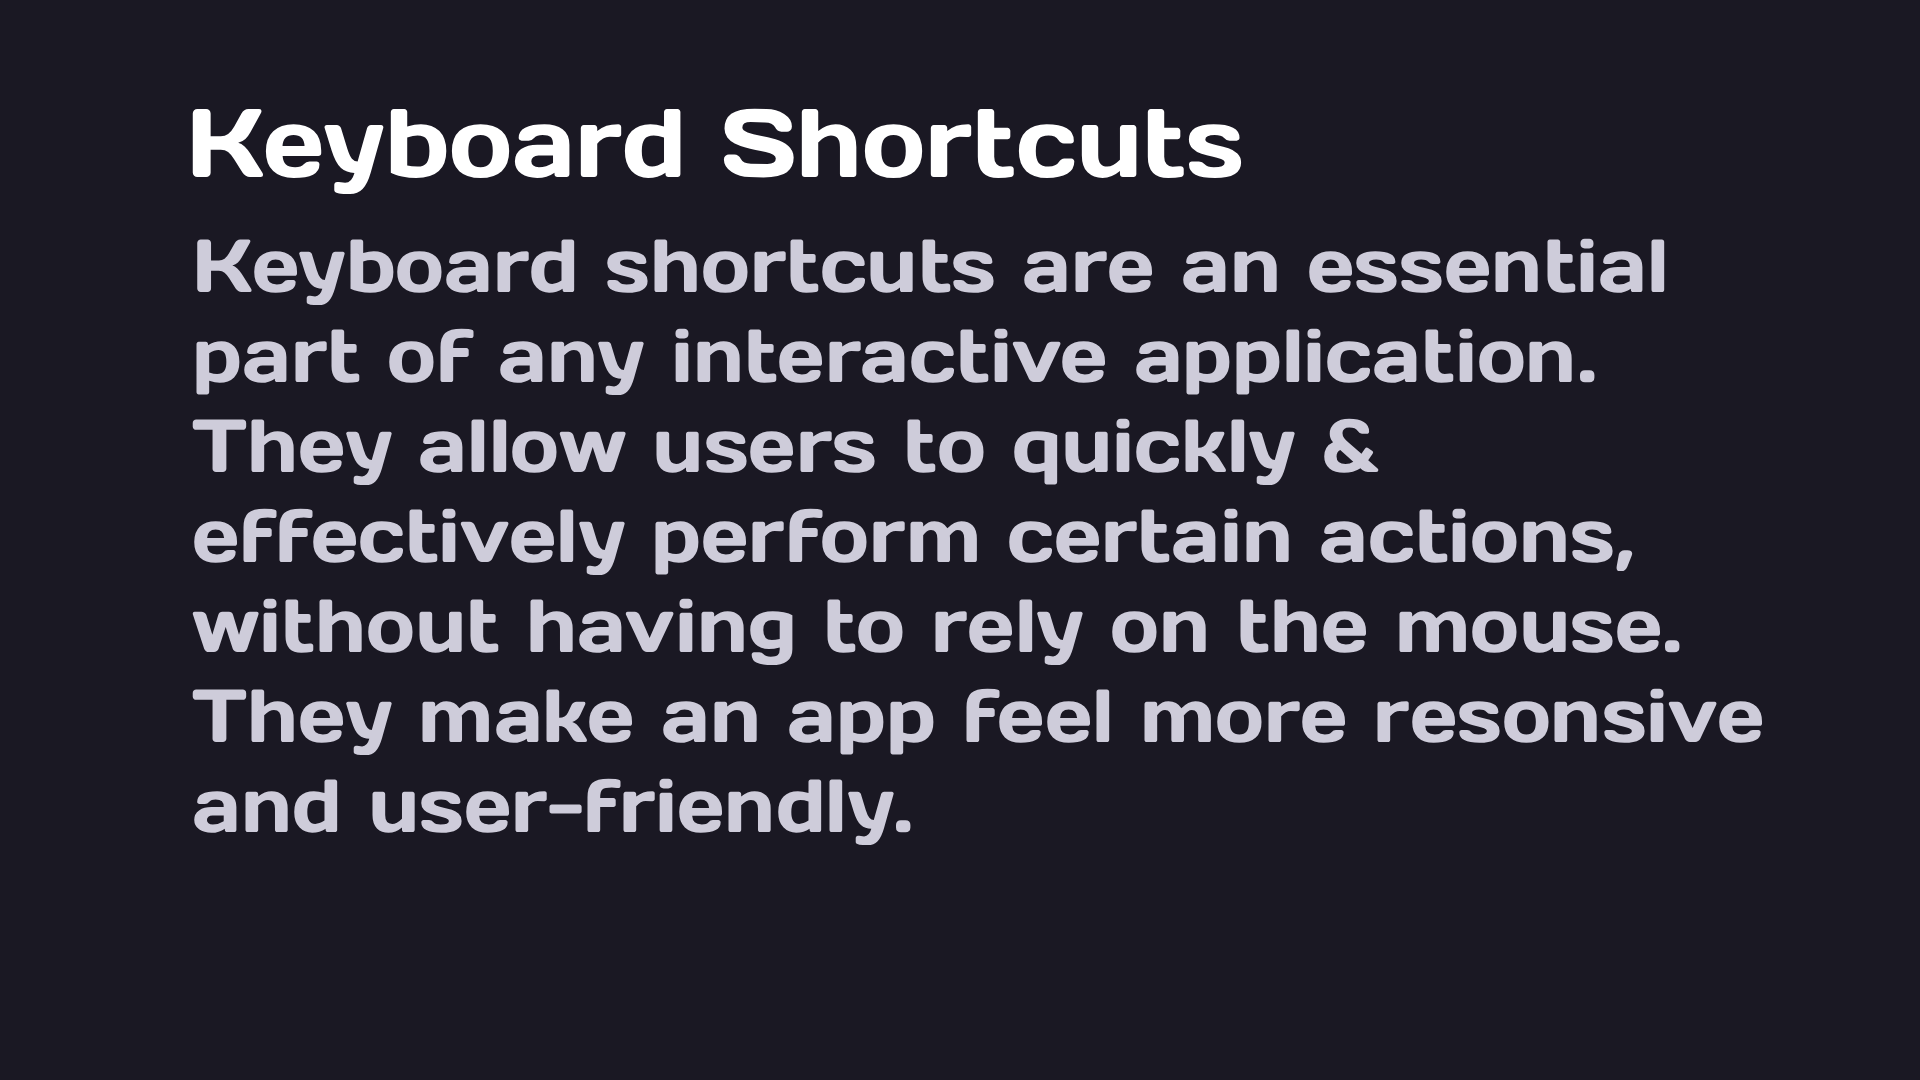 Keyboard Shortcuts
Keyboard shortcuts are an essential
part of any interactive application.
They allow users to quickly &
effectively perform certain actions,
without having to rely on the mouse.
They make an app feel more resonsive
and user-friendly.